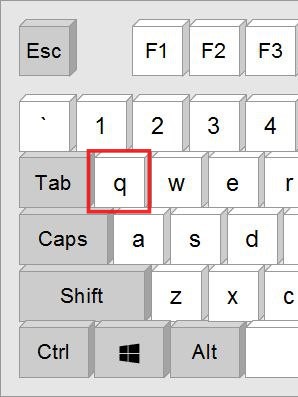 Esc F1 F2 F3
` 1 2 3 4
Tab q w e r
Caps a s d
Shift z x c
Ctrl Alt